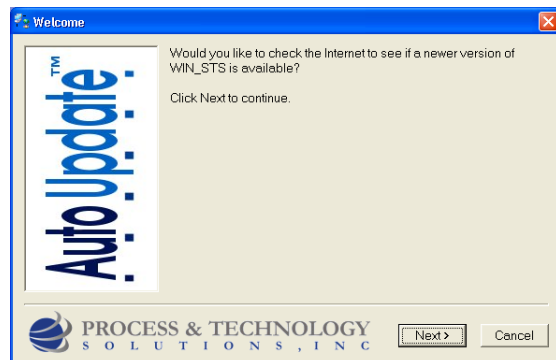 Welcome
Would you like to check the Internet to see if a newer version of
WIN_STS is available?
Click Next to continue.
Auto Update™
PROCESS & TECHNOLOGY
SOLUTIONS, INC
Next >
Cancel